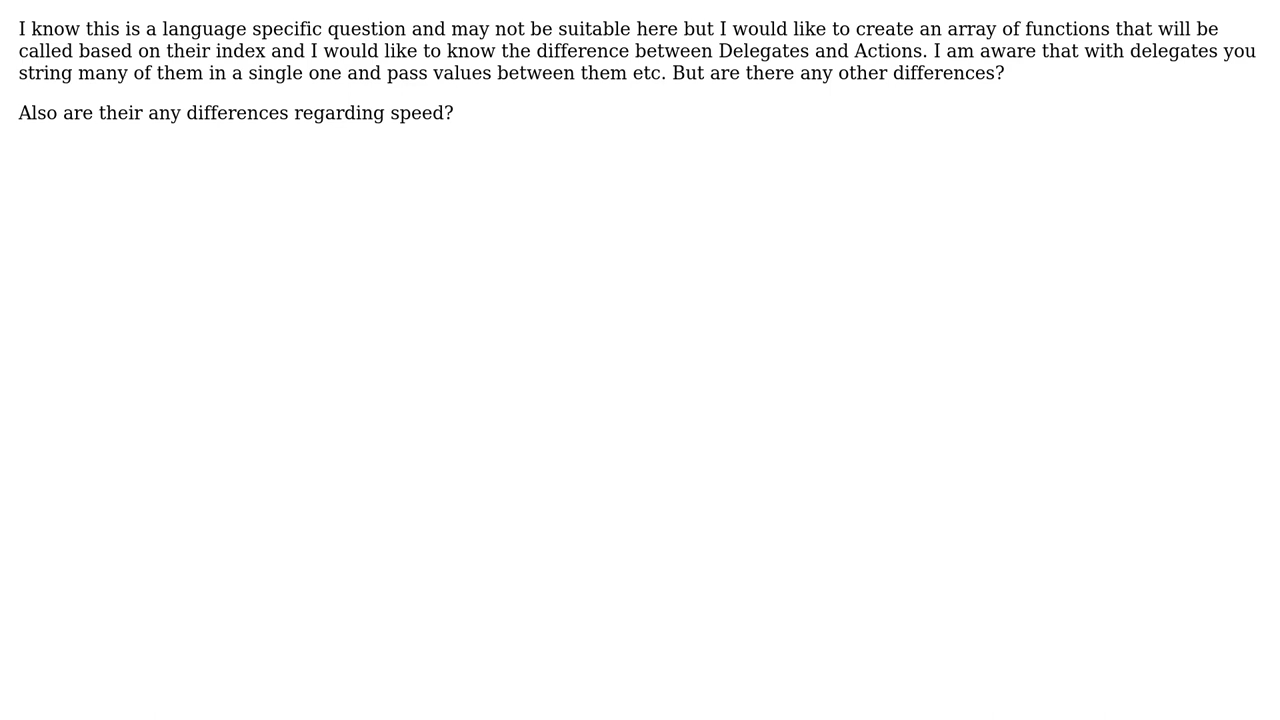 I know this is a language specific question and may not be suitable here but I would like to create an array of functions that will be
called based on their index and I would like to know the difference between Delegates and Actions. I am aware that with delegates you
string many of them in a single one and pass values between them etc. But are there any other differences?
Also are their any differences regarding speed?